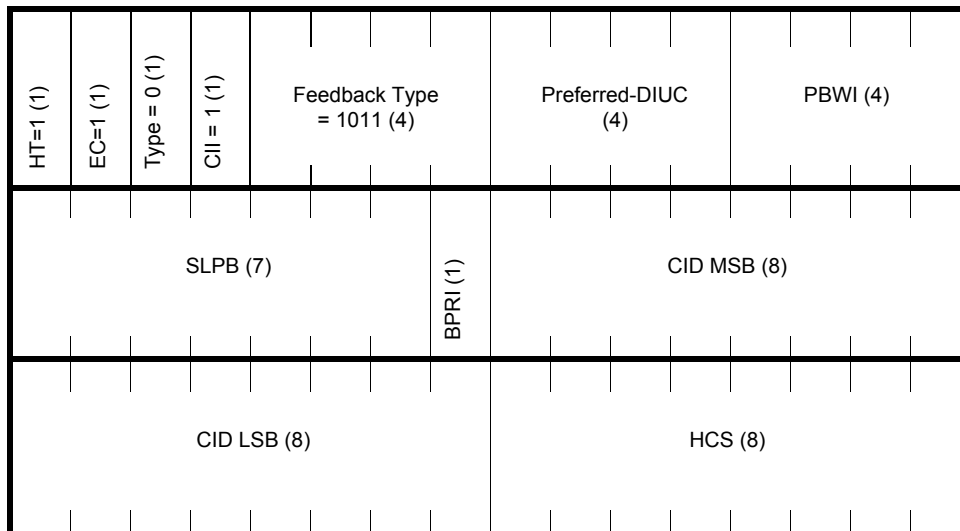 HT=1 (1)
EC=1 (1)
Type = 0 (1)
CII = 1 (1)
Feedback Type
= 1011 (4)
Preferred-DIUC
(4)
PBWI (4)
SLPB (7)
BPRI (1)
CID MSB (8)
CID LSB (8)
HCS (8)